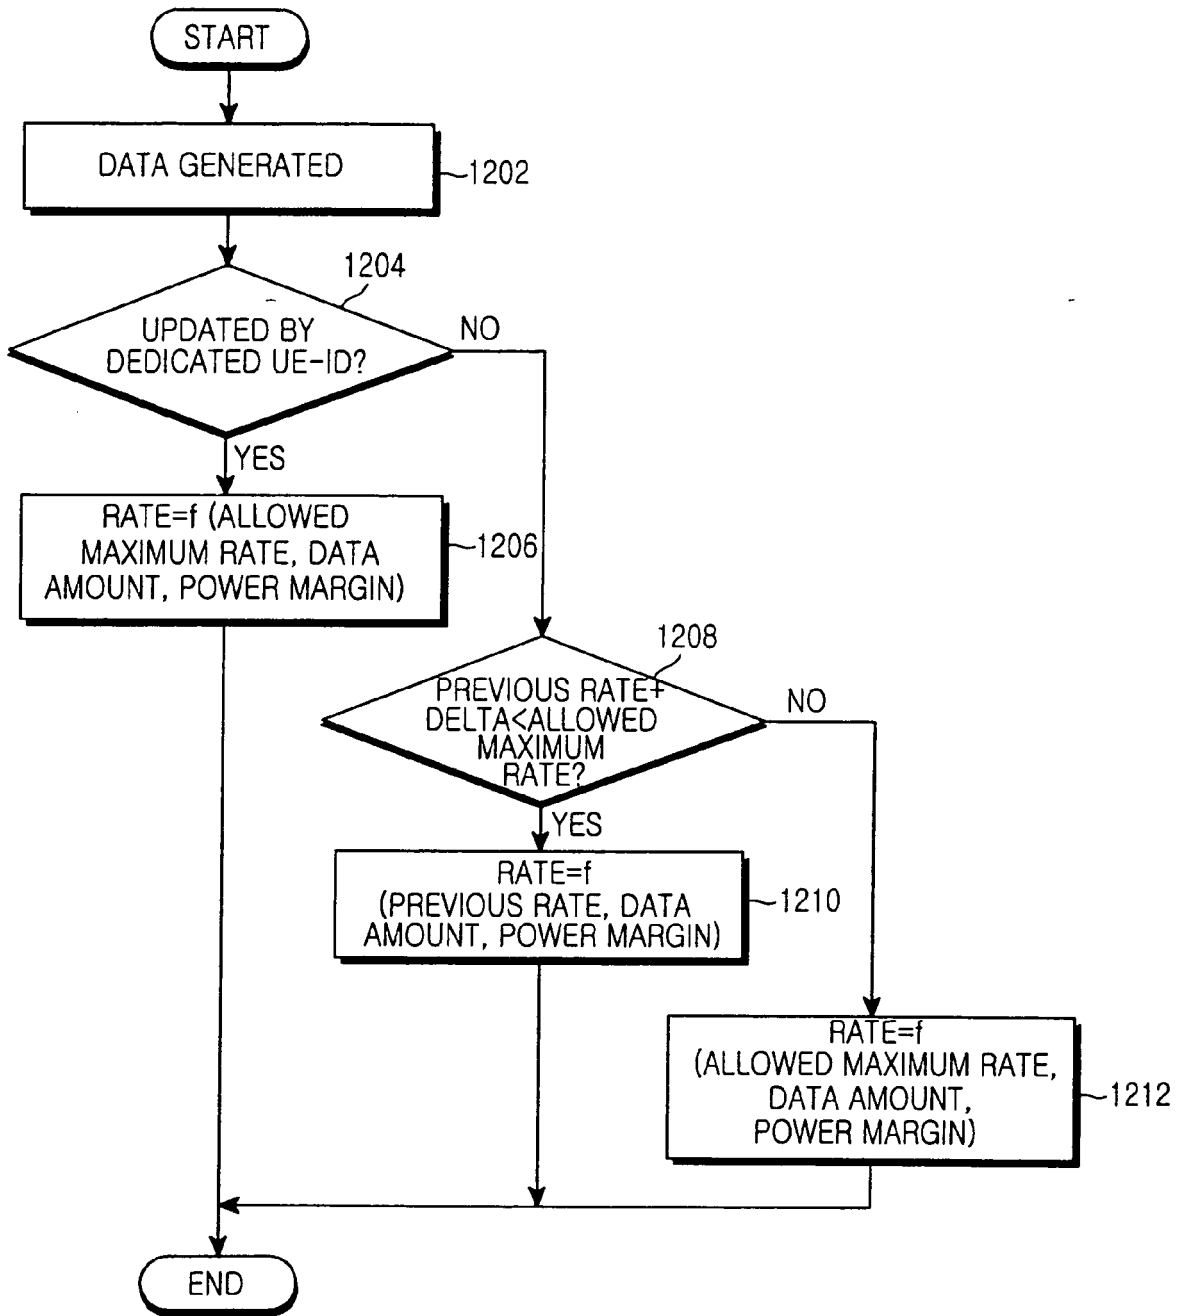 START
DATA GENERATED
1202
1204
UPDATED BY
DEDICATED UE-ID?
NO
YES
RATE=f (ALLOWED
MAXIMUM RATE, DATA
AMOUNT, POWER MARGIN)
1206
1208
PREVIOUS RATE+
DELTA<ALLOWED
MAXIMUM
RATE?
NO
YES
RATE=f
(PREVIOUS RATE, DATA
AMOUNT, POWER MARGIN)
1210
RATE=f
(ALLOWED MAXIMUM RATE,
DATA AMOUNT,
POWER MARGIN)
1212
END